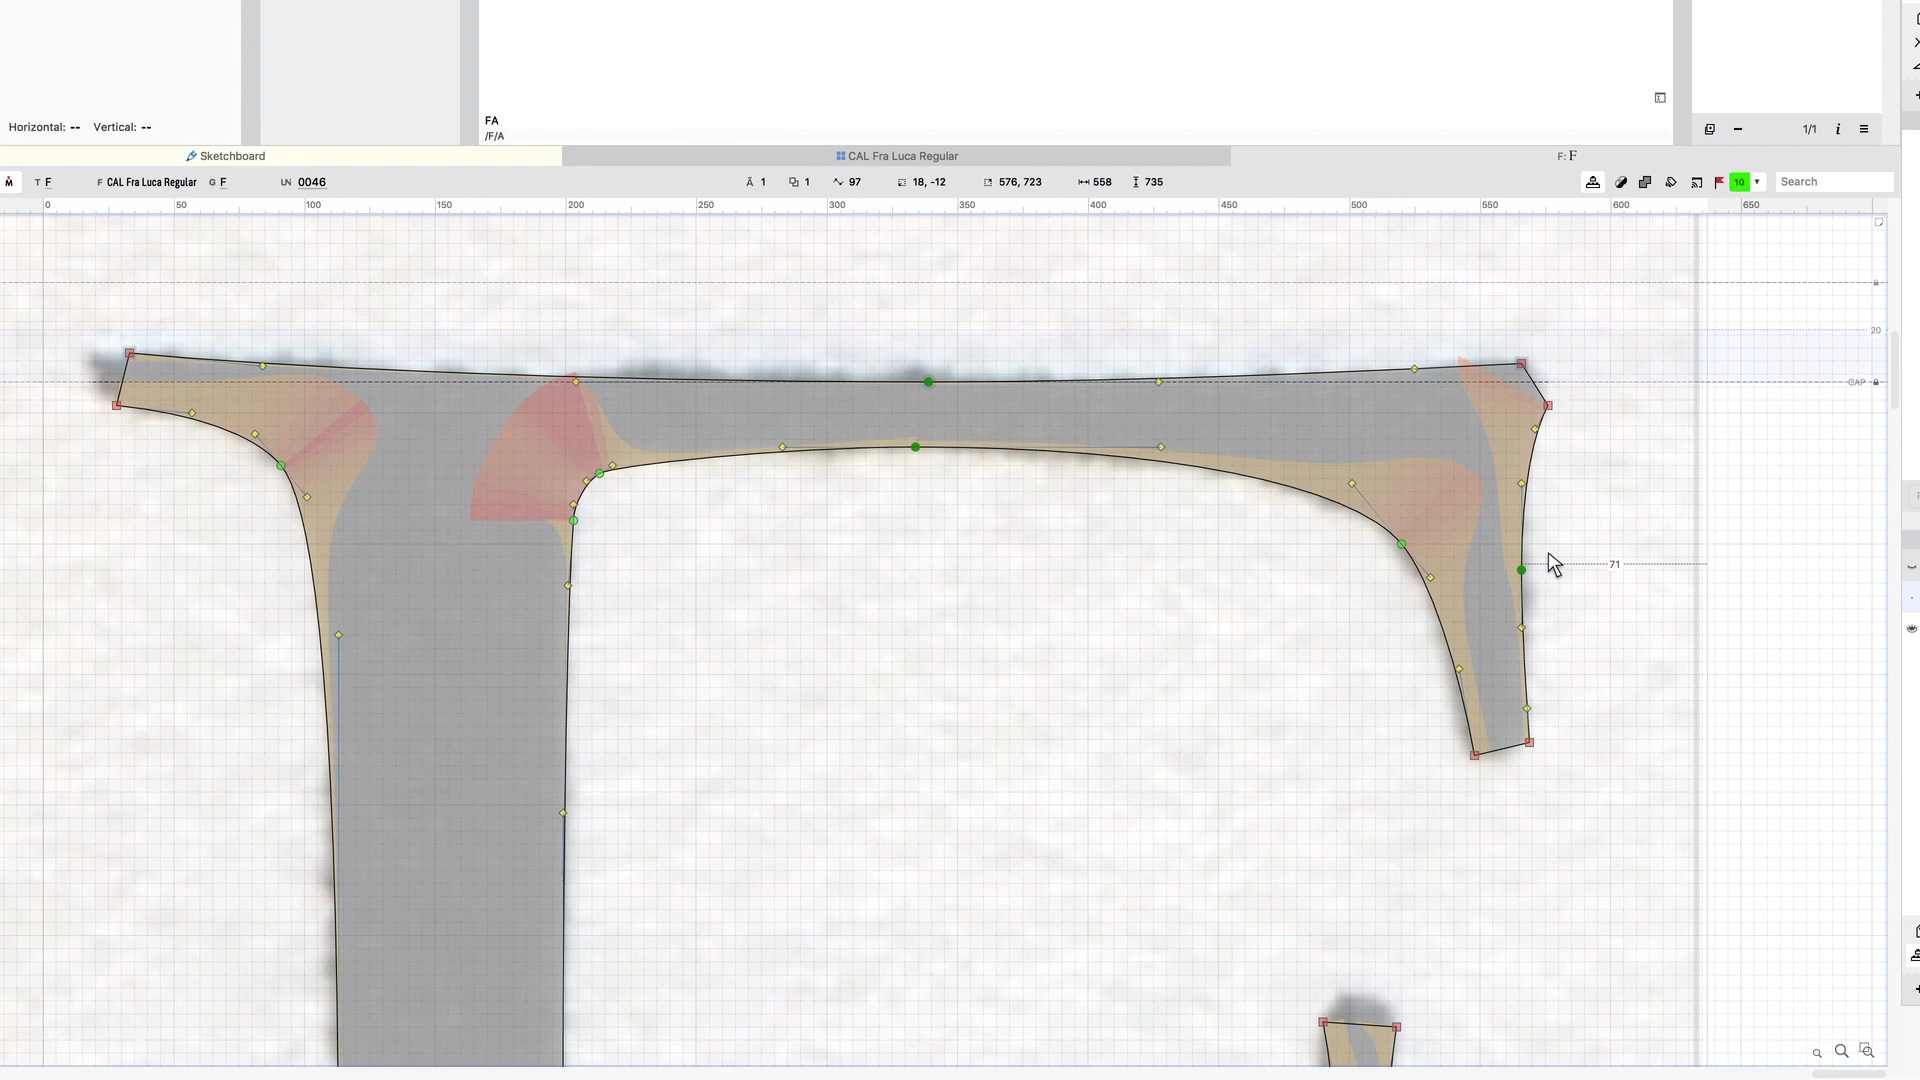 Horizontal: -- Vertical: --
FA
/F/A
1/1
Sketchboard
CAL Fra Luca Regular
F: F
M T F F CAL Fra Luca Regular G F UN 0046
Ä 1 1 97 18, -12 576, 723 558 735
10
Search
0 50 100 150 200 250 300 350 400 450 500 550 600 650
20
CAP
71